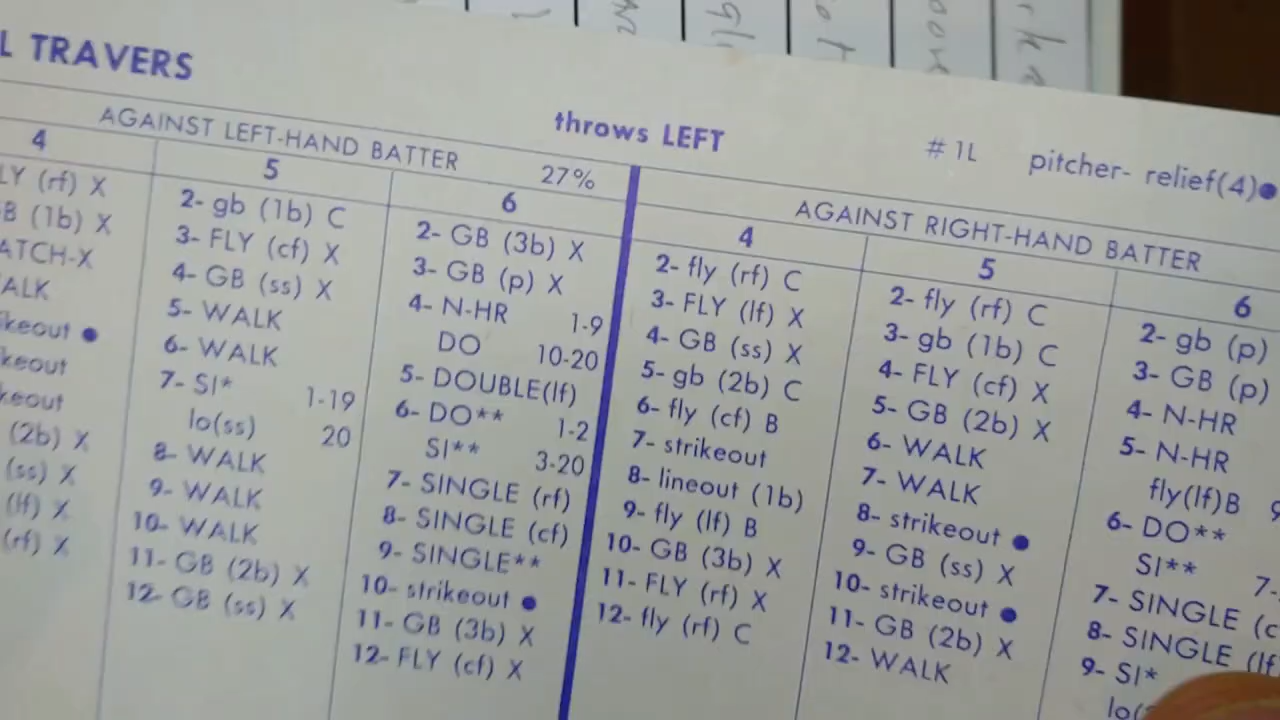 L TRAVERS
throws LEFT
# 1L pitcher- relief(4)●
AGAINST LEFT-HAND BATTER 27%
4
LY (rf) X
B (1b) X
ATCH-X
ALK
ikeout ●
keout
keout
(2b) X
(ss) X
(lf) X
(rf) X
5
2- gb (1b) C
3- FLY (cf) X
4- GB (ss) X
5- WALK
6- WALK
7- SI* 1-19
lo(ss) 20
8- WALK
9- WALK
10- WALK
11- GB (2b) X
12- GB (ss) X
6
2- GB (3b) X
3- GB (p) X
4- N-HR 1-9
DO 10-20
5- DOUBLE(lf)
6- DO** 1-2
SI** 3-20
7- SINGLE (rf)
8- SINGLE (cf)
9- SINGLE**
10- strikeout ●
11- GB (3b) X
12- FLY (cf) X
AGAINST RIGHT-HAND BATTER
4
2- fly (rf) C
3- FLY (lf) X
4- GB (ss) X
5- gb (2b) C
6- fly (cf) B
7- strikeout
8- lineout (1b)
9- fly (lf) B
10- GB (3b) X
11- FLY (rf) X
12- fly (rf) C
5
2- fly (rf) C
3- gb (1b) C
4- FLY (cf) X
5- GB (2b) X
6- WALK
7- WALK
8- strikeout ●
9- GB (ss) X
10- strikeout ●
11- GB (2b) X
12- WALK
6
2- gb (p)
3- GB (p)
4- N-HR
5- N-HR
fly(lf)B
6- DO**
SI** 7-
7- SINGLE (c
8- SINGLE (lf
9- SI*
lo(